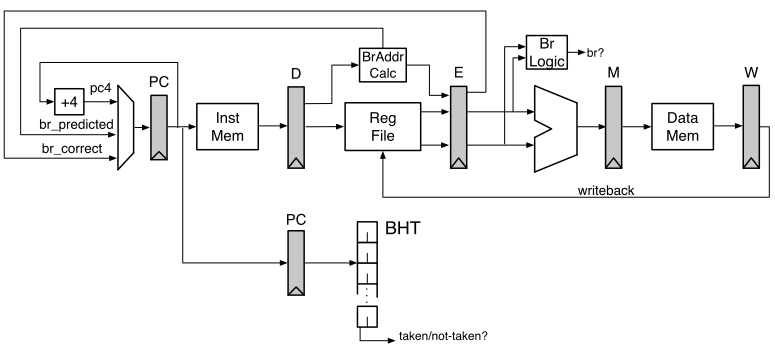 BrAddr
Calc
Br
Logic
br?
+4
pc4
PC
D
E
M
W
br_predicted
br_correct
Inst
Mem
Reg
File
Data
Mem
writeback
PC
BHT
taken/not-taken?